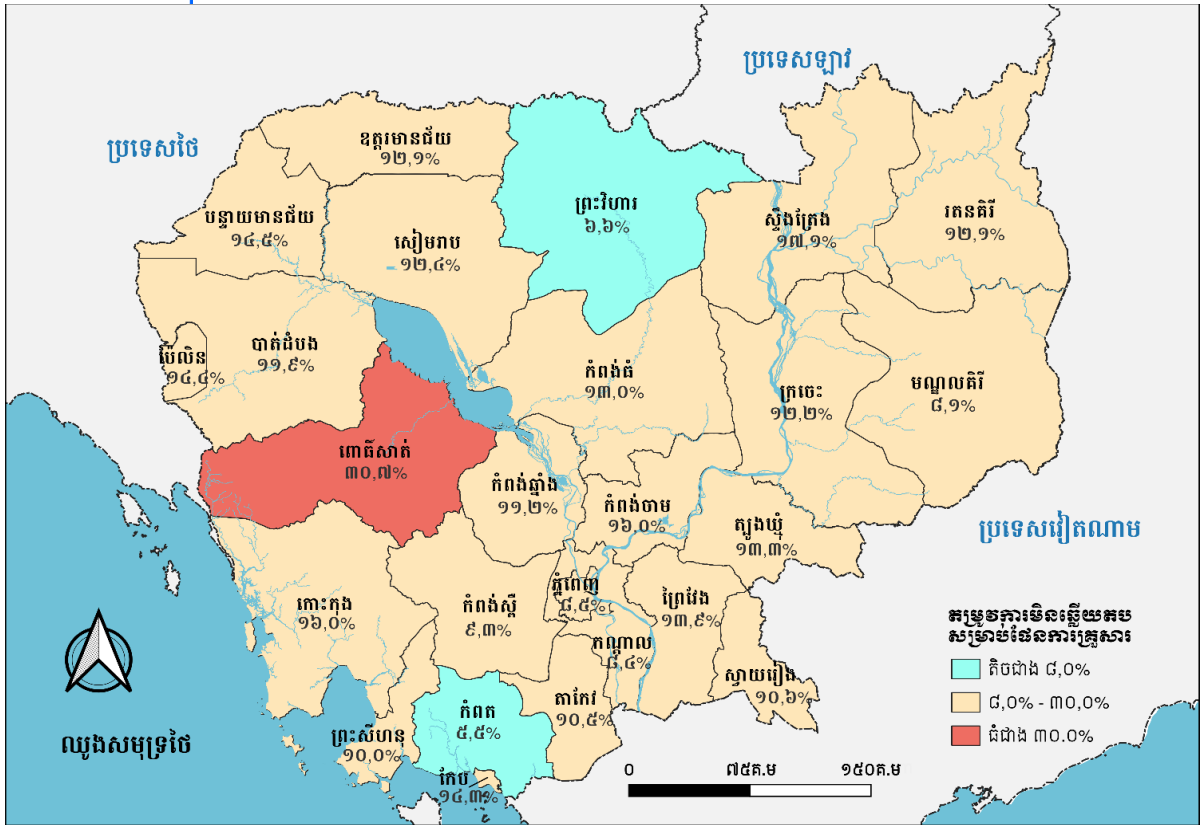 ប្រទេសឡាវ
ប្រទេសថៃ
ឧត្តរមានជ័យ
១២,១%
ព្រះវិហារ
៦,៦%
បន្ទាយមានជ័យ
១៤,៥%
សៀមរាប
១២,៤%
ស្ទឹងត្រែង
១៧,១%
រតនគិរី
១២,១%
ប៉ៃលិន
១៤,៤%
បាត់ដំបង
១១,៩%
កំពង់ធំ
១៣,០%
ក្រចេះ
១២,២%
មណ្ឌលគិរី
៨,១%
ពោធិ៍សាត់
៣០,៧%
កំពង់ឆ្នាំង
១១,២%
កំពង់ចាម
១៦,០%
ត្បូងឃ្មុំ
១៣,៣%
ប្រទេសវៀតណាម
កោះកុង
១៦,០%
កំពង់ស្ពឺ
៩,៣%
ភ្នំពេញ
៨,៥%
ព្រៃវែង
១៣,៩%
កណ្តាល
៨,៤%
ស្វាយរៀង
១០,៦%
តាកែវ
១០,៥%
កំពត
៥,៥%
ព្រះសីហនុ
១០,០%
កែប
១៤,៣%
ឈូងសមុទ្រថៃ
តម្រូវការមិនឆ្លើយតប
សម្រាប់ផែនការគ្រួសារ
តិចជាង ៨,០%
៨,០% - ៣០,០%
ធំជាង ៣០.០%
០ ៧៥គ.ម ១៥០គ.ម